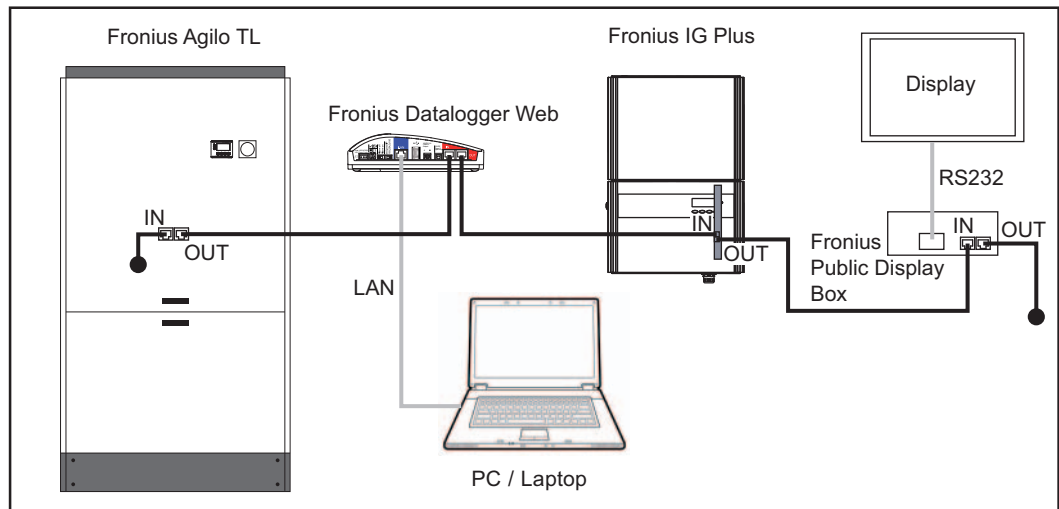 Fronius Agilo TL
Fronius IG Plus
Display
Fronius Datalogger Web
RS232
IN
OUT
IN
OUT
IN
OUT
Fronius
Public Display
Box
LAN
PC / Laptop